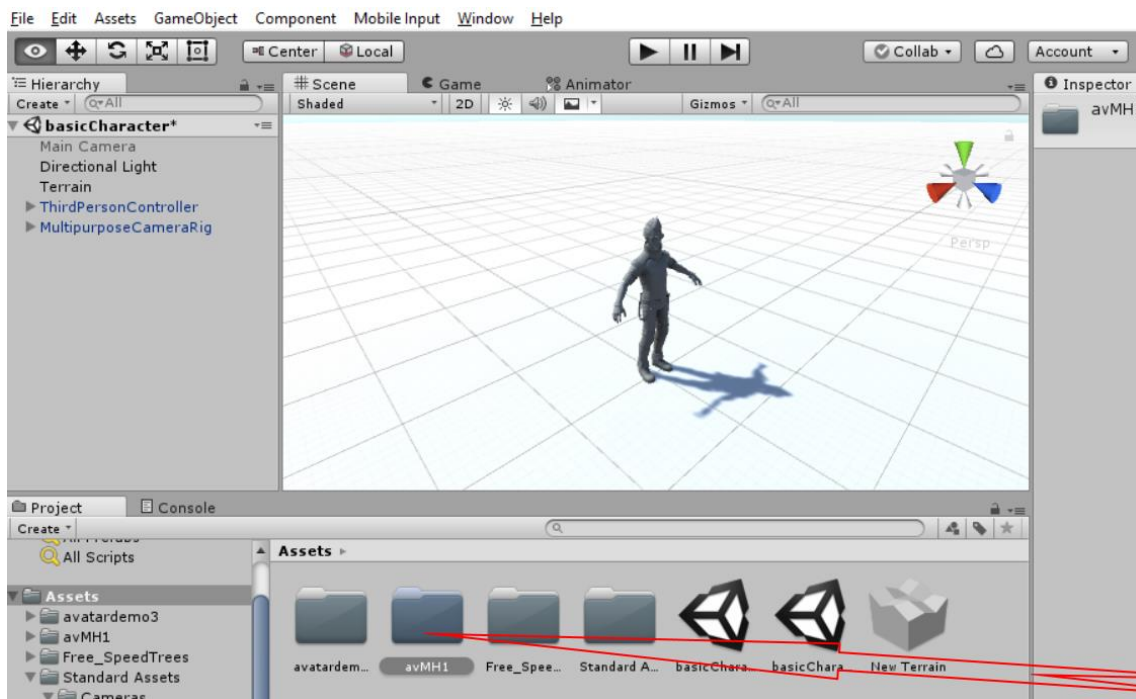 File Edit Assets GameObject Component Mobile Input Window Help
Center Local Collab Account
Hierarchy
Create All
basicCharacter*
Main Camera
Directional Light
Terrain
ThirdPersonController
MultipurposeCameraRig
Scene Game Animator
Shaded 2D Gizmos All
Persp
Inspector
avMH
Project Console
Create
All Scripts
Assets
avatardemo3
avMH1
Free_SpeedTrees
Standard Assets
Cameras
Assets
avatardem... avMH1 Free_Spee... Standard A... basicChara... basicChara... New Terrain